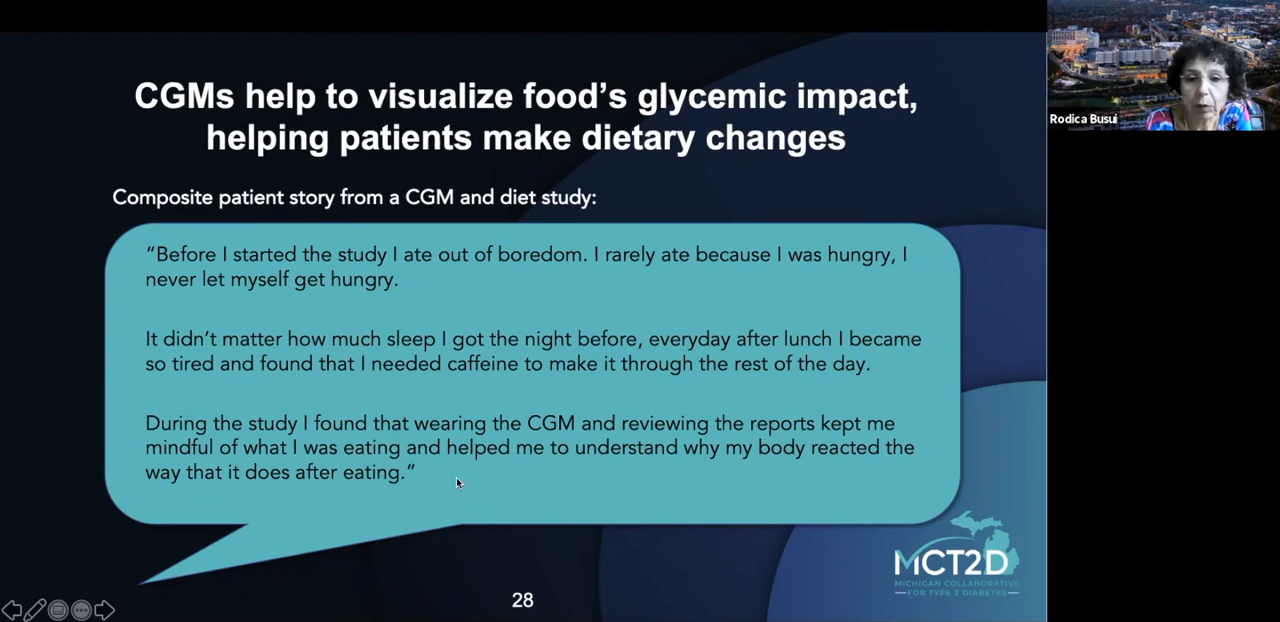 CGMs help to visualize food’s glycemic impact,
helping patients make dietary changes
Rodica Busui
Composite patient story from a CGM and diet study:
“Before I started the study I ate out of boredom. I rarely ate because I was hungry, I
never let myself get hungry.
It didn’t matter how much sleep I got the night before, everyday after lunch I became
so tired and found that I needed caffeine to make it through the rest of the day.
During the study I found that wearing the CGM and reviewing the reports kept me
mindful of what I was eating and helped me to understand why my body reacted the
way that it does after eating.”
MCT2D
MICHIGAN COLLABORATIVE
FOR TYPE 2 DIABETES
28